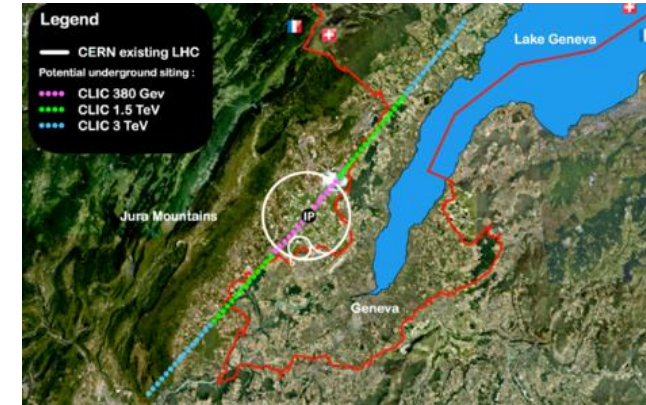 Legend
CERN existing LHC
Potential underground siting :
CLIC 380 Gev
CLIC 1.5 TeV
CLIC 3 TeV
Lake Geneva
Jura Mountains
IP
Geneva